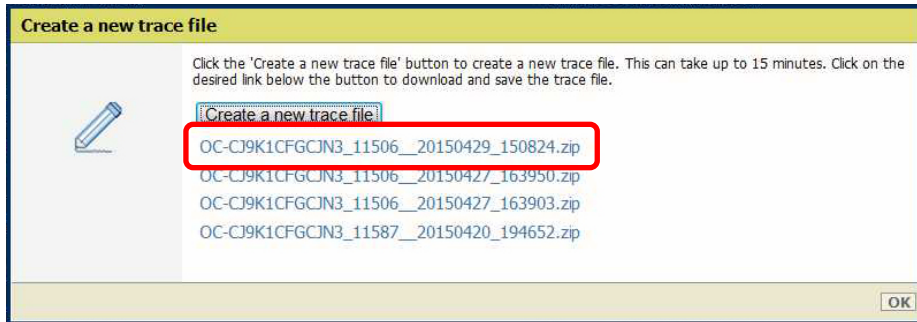 Create a new trace file
Click the 'Create a new trace file' button to create a new trace file. This can take up to 15 minutes. Click on the
desired link below the button to download and save the trace file.
Create a new trace file
OC-CJ9K1CFGCJN3_11506__20150429_150824.zip
OC-CJ9K1CFGCJN3_11506__20150427_163950.zip
OC-CJ9K1CFGCJN3_11506__20150427_163903.zip
OC-CJ9K1CFGCJN3_11587__20150420_194652.zip
OK